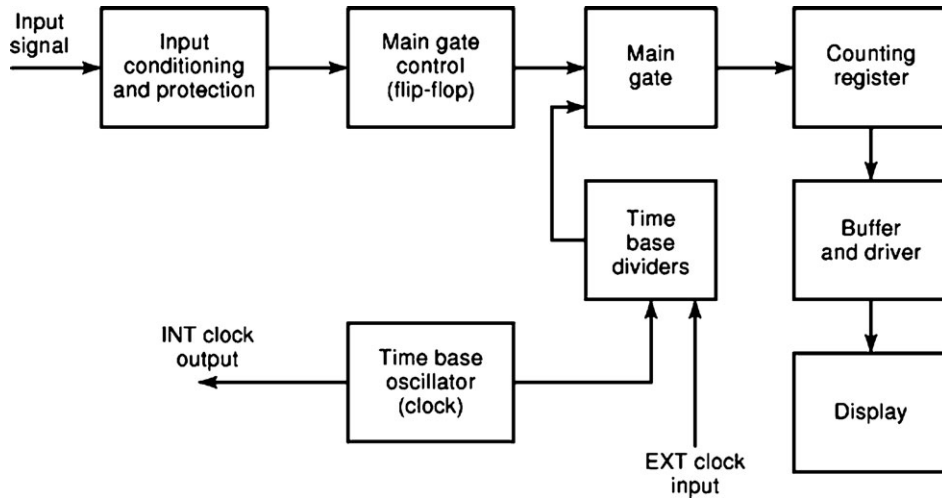 Input
signal
Input
conditioning
and protection
Main gate
control
(flip-flop)
Main
gate
Counting
register
Time
base
dividers
Buffer
and driver
INT clock
output
Time base
oscillator
(clock)
Display
EXT clock
input